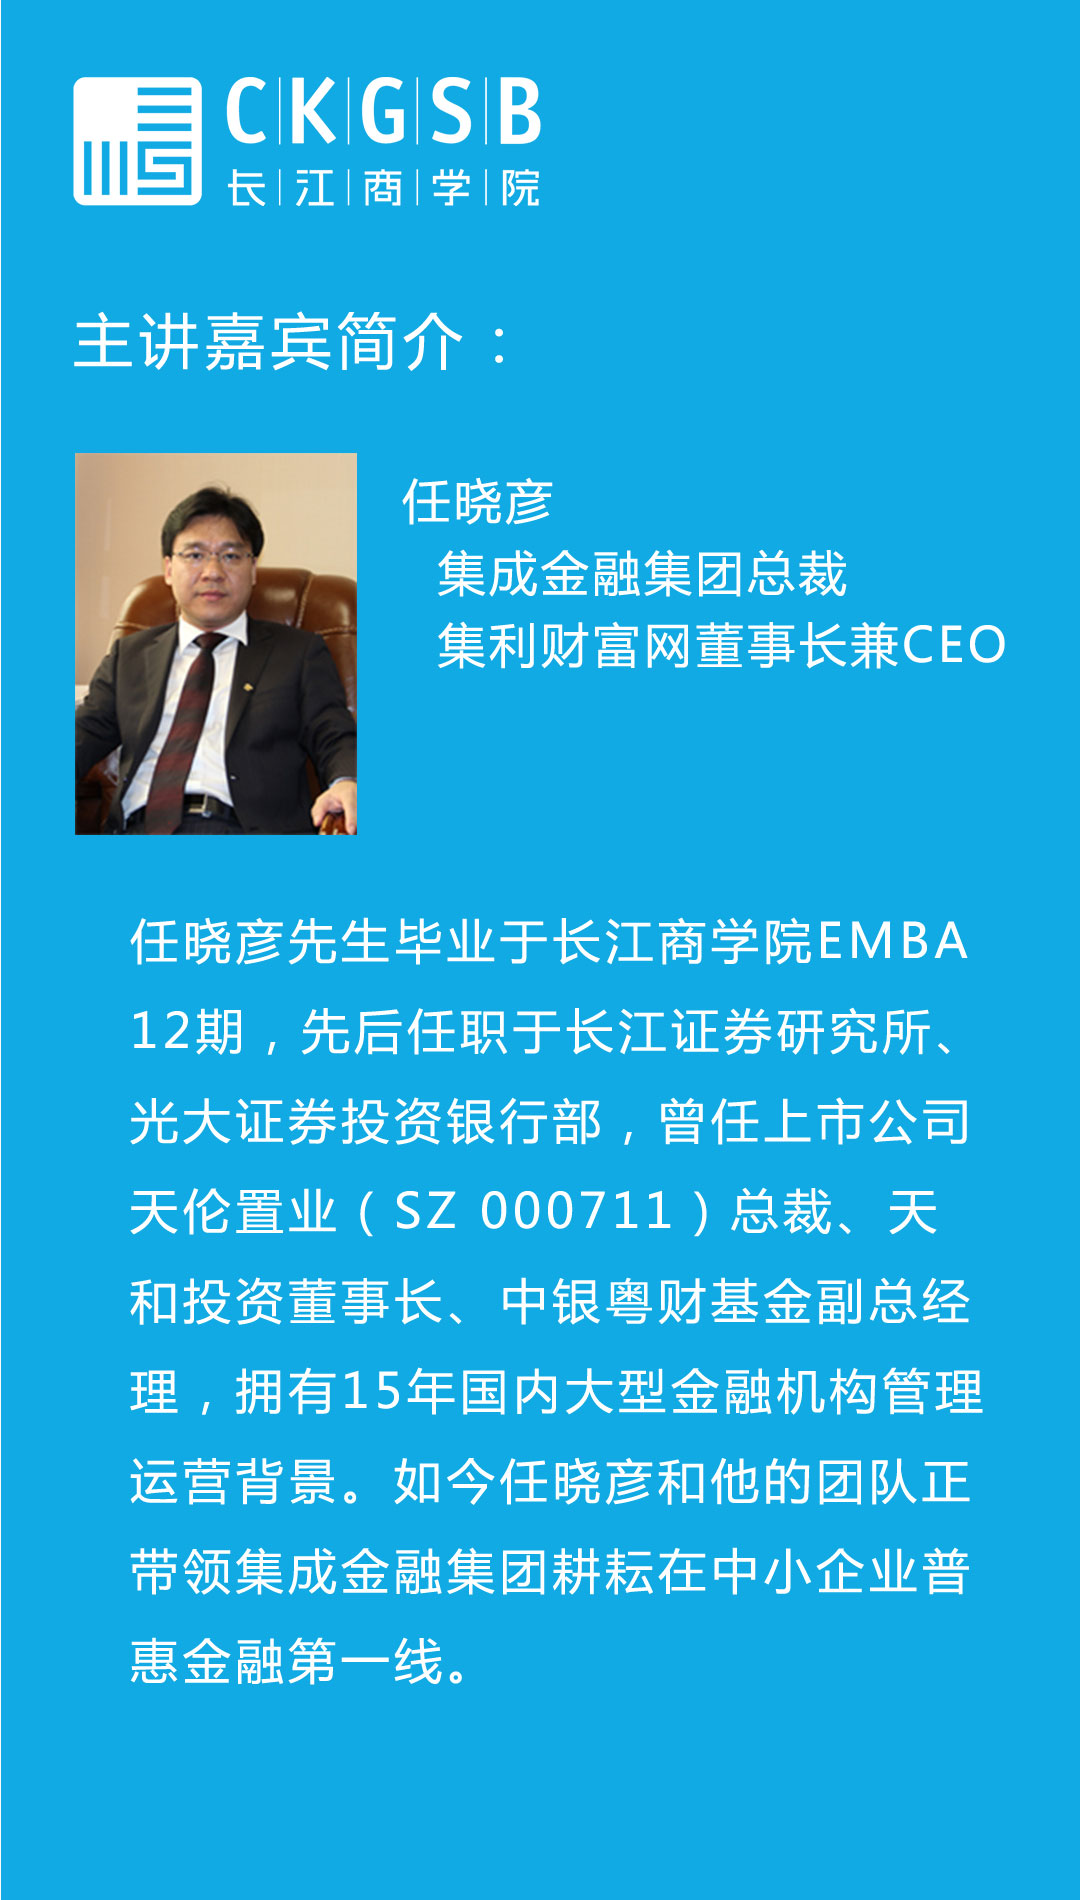 CKGSB
长江商学院
主讲嘉宾简介：
任晓彦
集成金融集团总裁
集利财富网董事长兼CEO
任晓彦先生毕业于长江商学院EMBA
12期，先后任职于长江证券研究所、
光大证券投资银行部，曾任上市公司
天伦置业（SZ 000711）总裁、天
和投资董事长、中银粤财基金副总经
理，拥有15年国内大型金融机构管理
运营背景。如今任晓彦和他的团队正
带领集成金融集团耕耘在中小企业普
惠金融第一线。